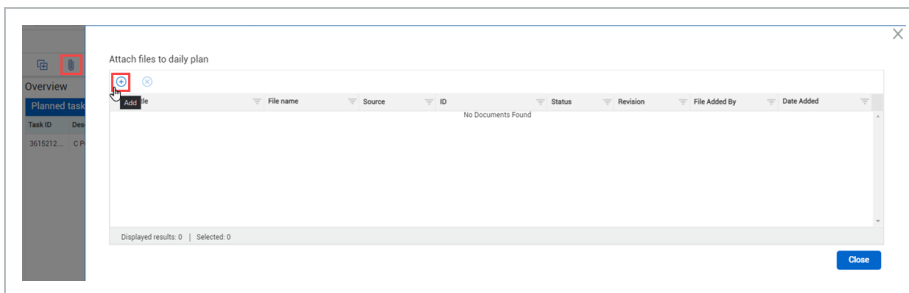 Attach files to daily plan
Overview
Planned task
Add
Task ID Des
3615212... C P
File name Source ID Status Revision File Added By Date Added
No Documents Found
Displayed results: 0 | Selected: 0
Close